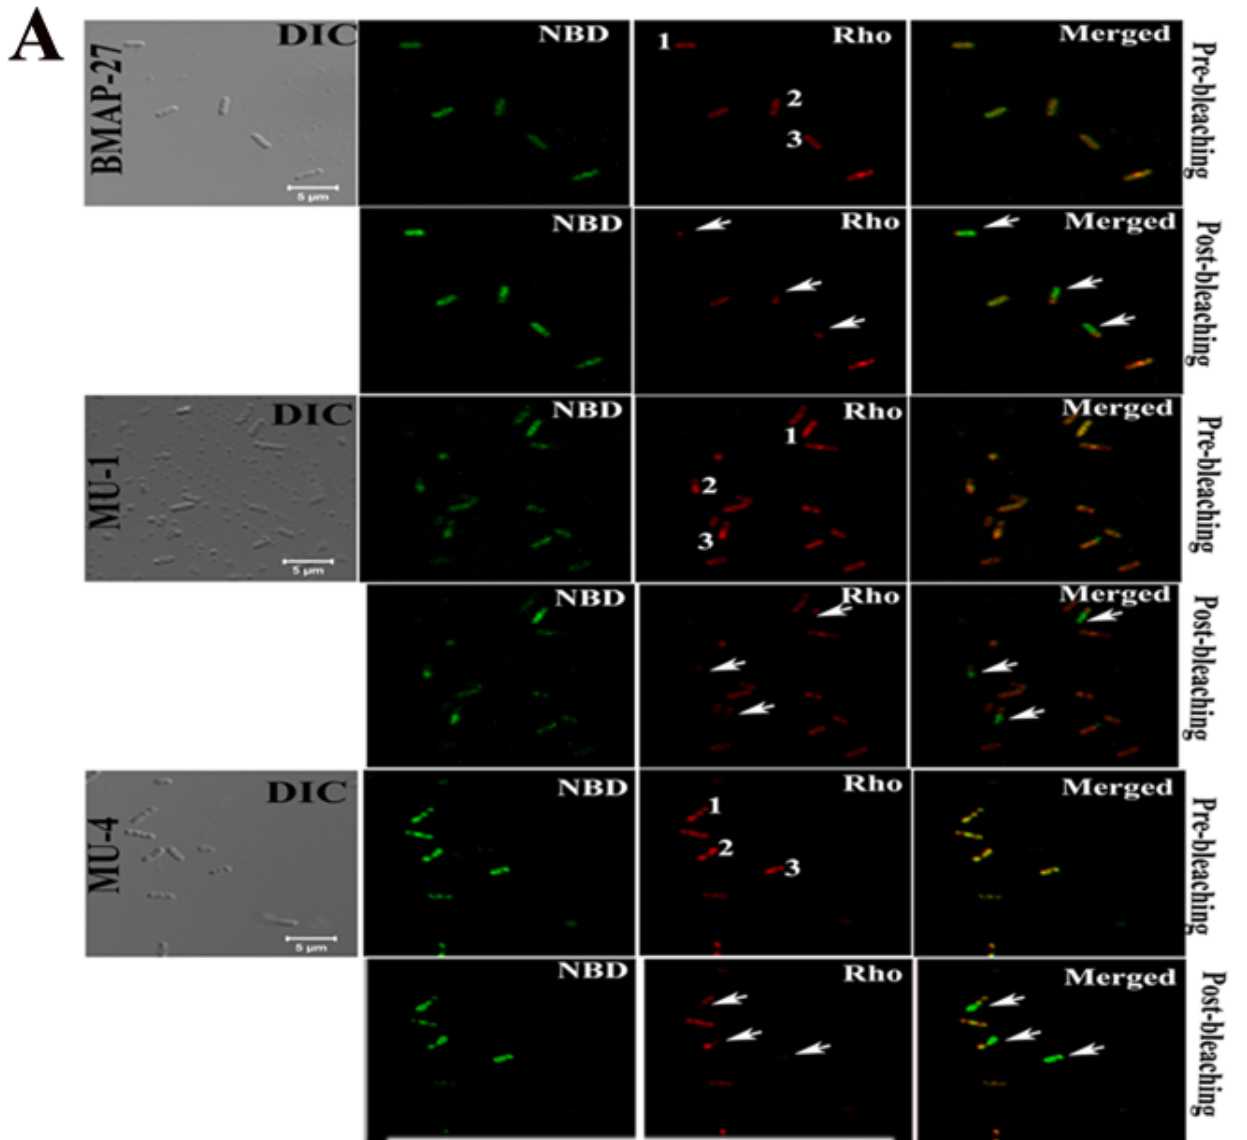 A
BMAP-27
DIC
NBD
Rho
Merged
Pre-bleaching
1
2
3
5 µm
NBD
Rho
Merged
Post-bleaching
MU-1
DIC
NBD
Rho
Merged
Pre-bleaching
1
2
3
5 µm
NBD
Rho
Merged
Post-bleaching
MU-4
DIC
NBD
Rho
Merged
Pre-bleaching
1
2
3
5 µm
NBD
Rho
Merged
Post-bleaching